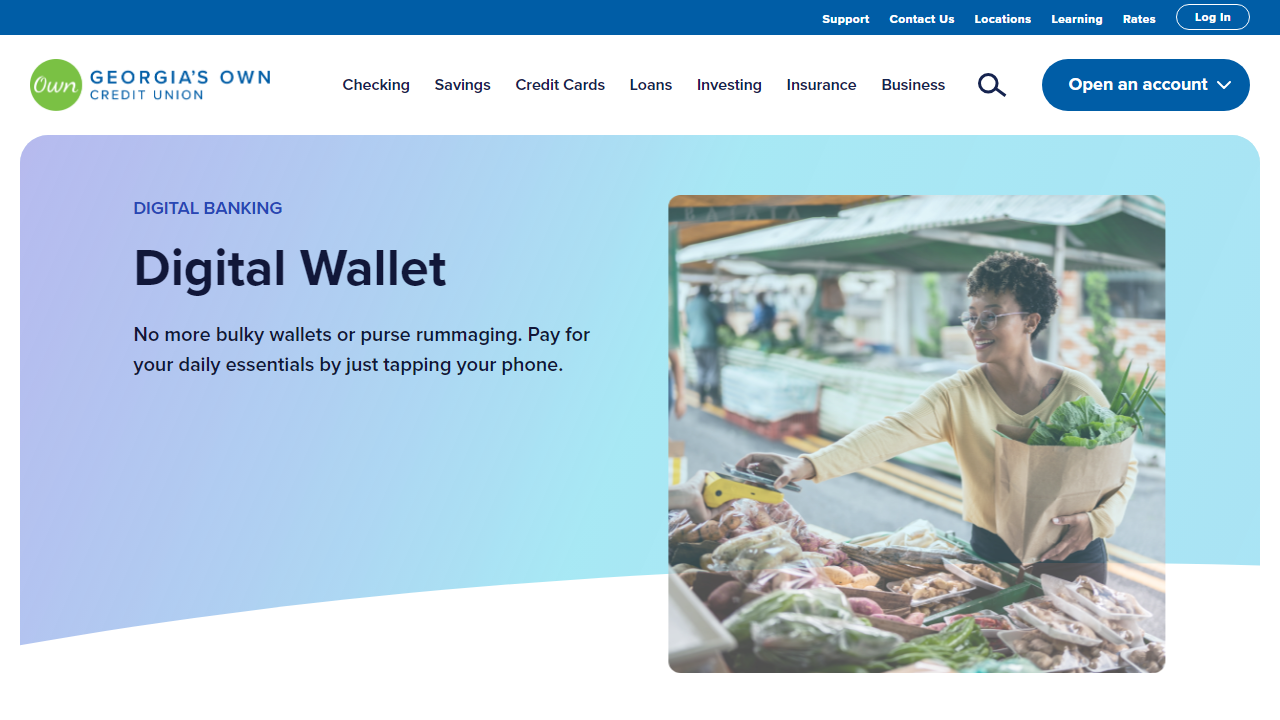 Support Contact Us Locations Learning Rates Log In
Own GEORGIA'S OWN
CREDIT UNION
Checking Savings Credit Cards Loans Investing Insurance Business Open an account
DIGITAL BANKING
Digital Wallet
No more bulky wallets or purse rummaging. Pay for
your daily essentials by just tapping your phone.